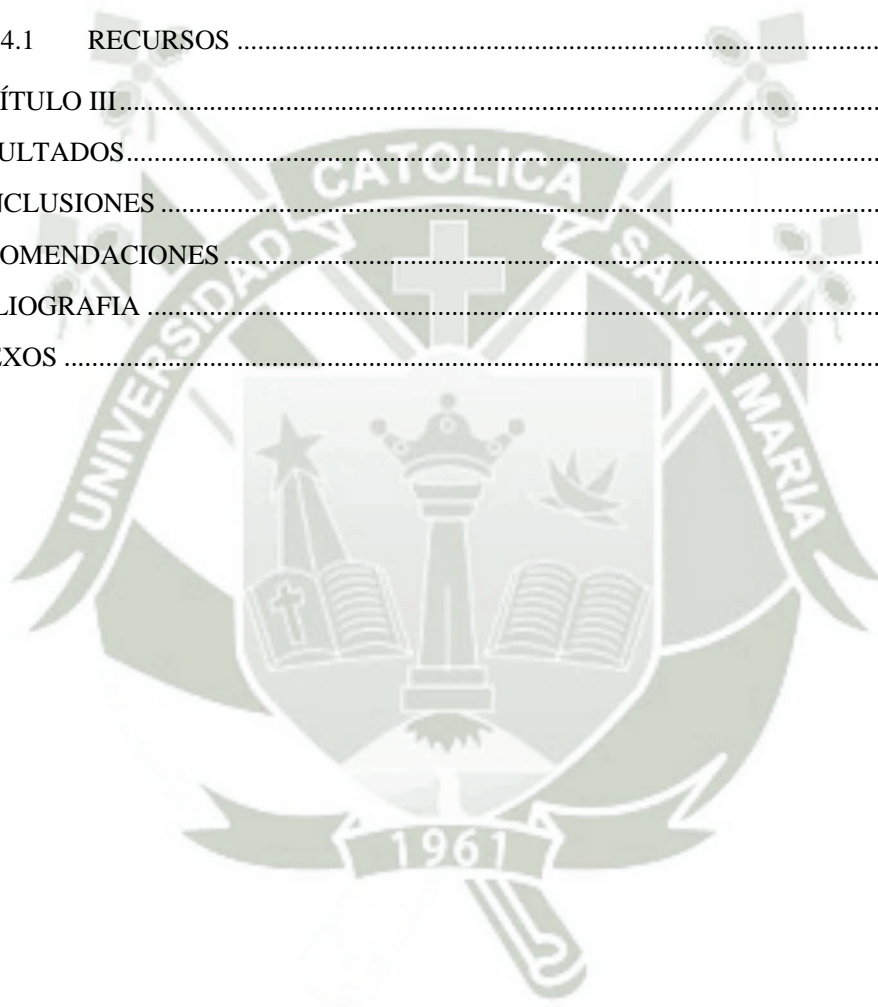 4.1 RECURSOS ..........................................................................................
ÍTULO III..........................................................................................
ULTADOS..........................................................................................
NCLUSIONES ..........................................................................................
OMENDACIONES ..........................................................................................
LIOGRAFIA ..........................................................................................
EXOS ..........................................................................................
UNIVERSIDAD CATOLICA SANTA MARIA
1961